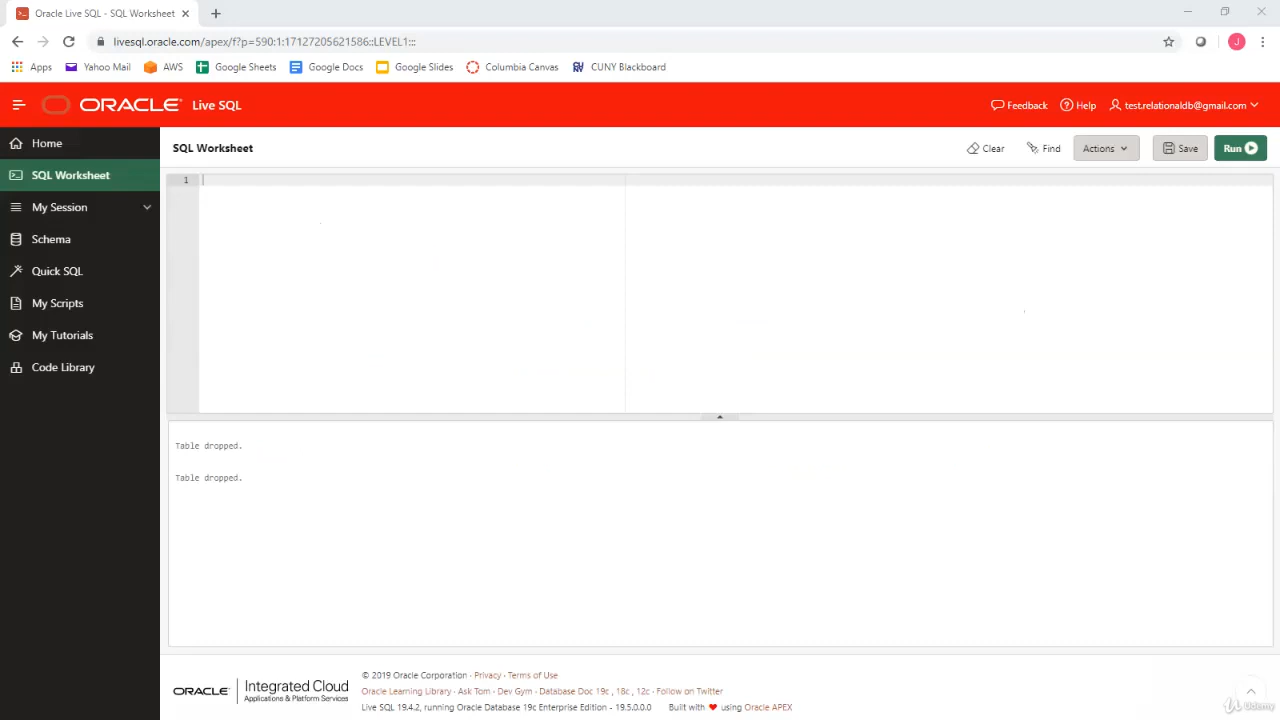 Oracle Live SQL - SQL Worksheet
livesql.oracle.com/apex/f?p=590:1:17127205621586::LEVEL1:::
J
Apps Yahoo Mail AWS Google Sheets Google Docs Google Slides Columbia Canvas CUNY Blackboard
ORACLE Live SQL Feedback Help test.relationaldb@gmail.com
Home
SQL Worksheet
My Session
Schema
Quick SQL
My Scripts
My Tutorials
Code Library
SQL Worksheet Clear Find Actions Save Run
1
Table dropped.
Table dropped.
ORACLE Integrated Cloud
Applications & Platform Services
© 2019 Oracle Corporation · Privacy · Terms of Use
Oracle Learning Library · Ask Tom · Dev Gym · Database Doc 19c , 18c , 12c · Follow on Twitter
Live SQL 19.4.2, running Oracle Database 19c Enterprise Edition - 19.5.0.0.0 Built with ♥ using Oracle APEX
Udemy